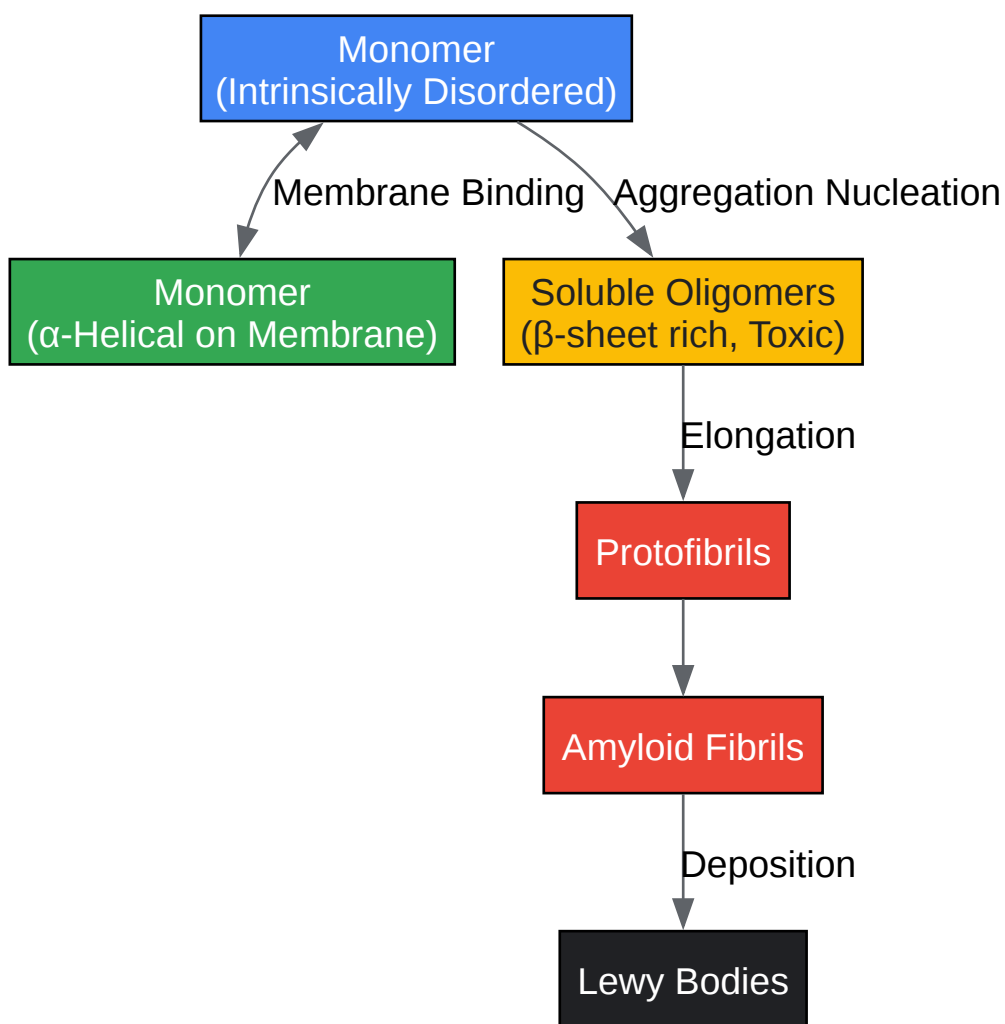 Monomer
(Intrinsically Disordered)
Membrane Binding
Aggregation Nucleation
Monomer
(α-Helical on Membrane)
Soluble Oligomers
(β-sheet rich, Toxic)
Elongation
Protofibrils
Amyloid Fibrils
Deposition
Lewy Bodies